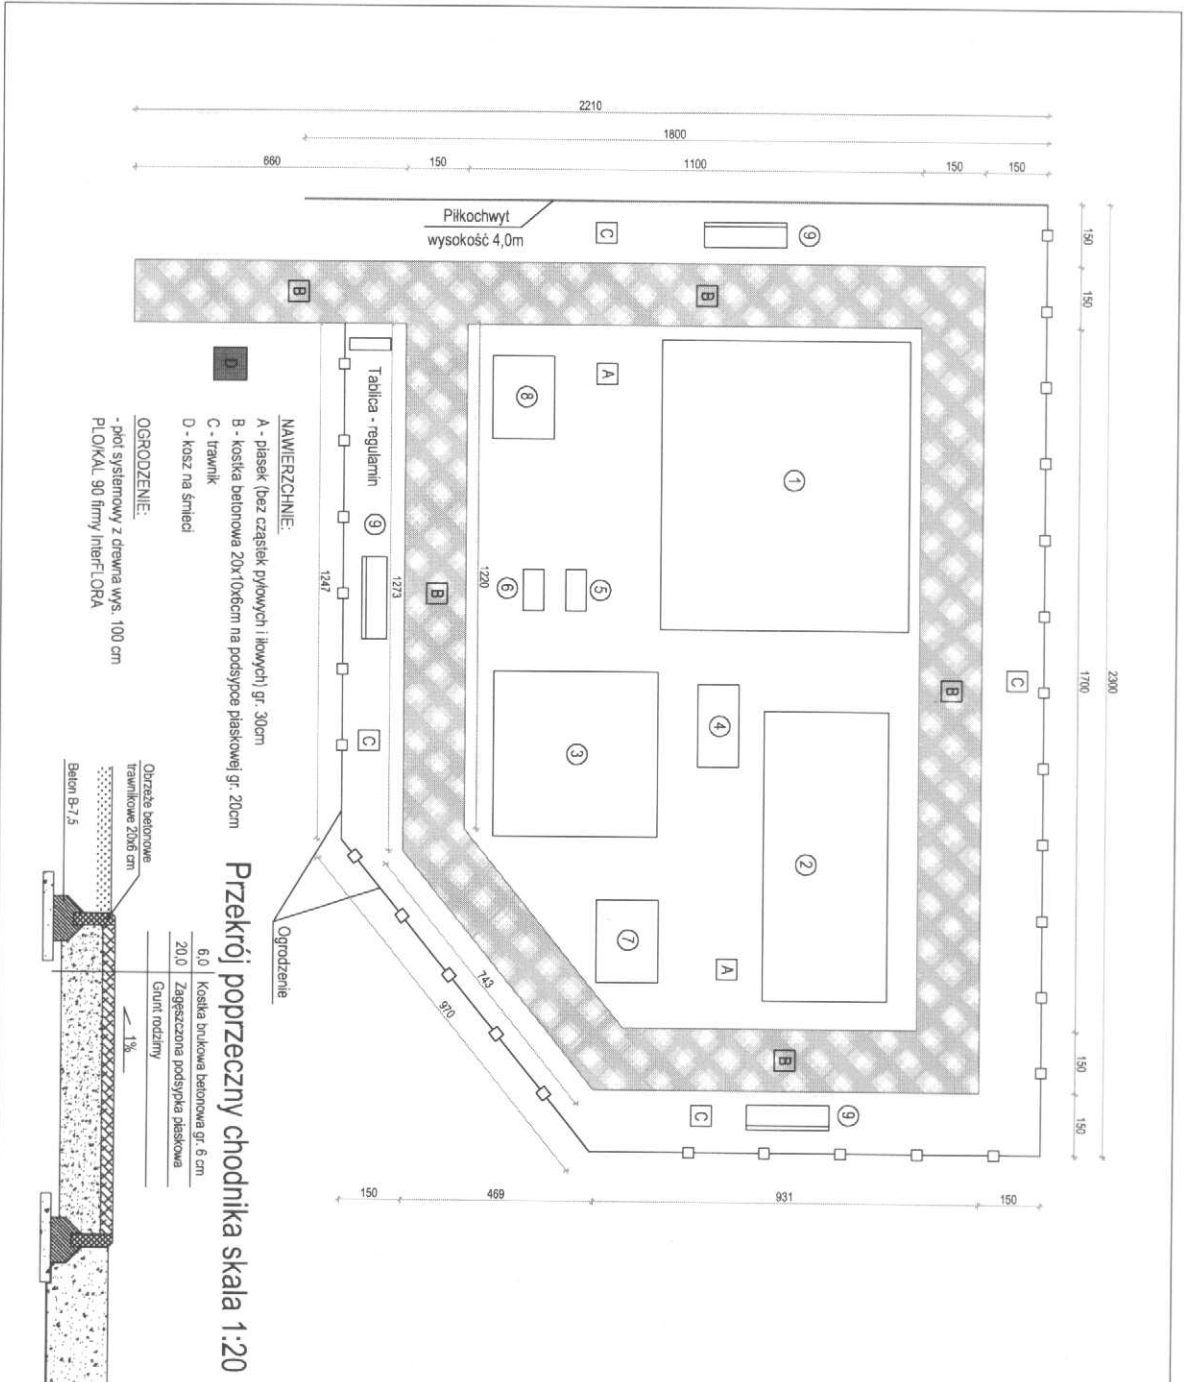 2210
1800
660
150
1100
150
150
Piłkochwyt
wysokość 4,0m
C
9
B
B
150
150
1700
2300
150
150
A
8
1
Tablica - regulamin
9
D
1220
1273
1247
6
5
B
3
4
B
C
2
C
7
A
B
C
9
743
970
Ogrodzenie
150
469
931
150
NAWIERZCHNIE:
A - piasek (bez cząstek pyłowych i iłowych) gr. 30cm
B - kostka betonowa 20x10x6cm na podsypce piaskowej gr. 20cm
C - trawnik
D - kosz na śmieci
OGRODZENIE:
- płot systemowy z drewna wys. 100 cm
PLO/KAL 90 firmy InterFLORA
Przekrój poprzeczny chodnika skala 1:20
6,0 Kostka brukowa betonowa gr. 6 cm
20,0 Zagęszczona podsypka piaskowa
Grunt rodzimy
1%
Obrzeże betonowe
trawnikowe 20x6 cm
Beton B-7,5